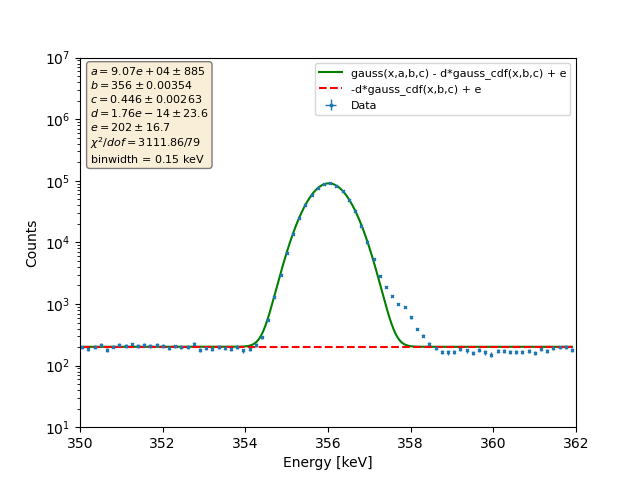 a = 9.07e + 04 ± 885
b = 356 ± 0.00354
c = 0.446 ± 0.00263
d = 1.76e − 14 ± 23.6
e = 202 ± 16.7
χ²/dof = 3111.86/79
binwidth = 0.15 keV
gauss(x,a,b,c) - d*gauss_cdf(x,b,c) + e
-d*gauss_cdf(x,b,c) + e
Data
10⁷
10⁶
10⁵
10⁴
10³
10²
10¹
Counts
350 352 354 356 358 360 362
Energy [keV]